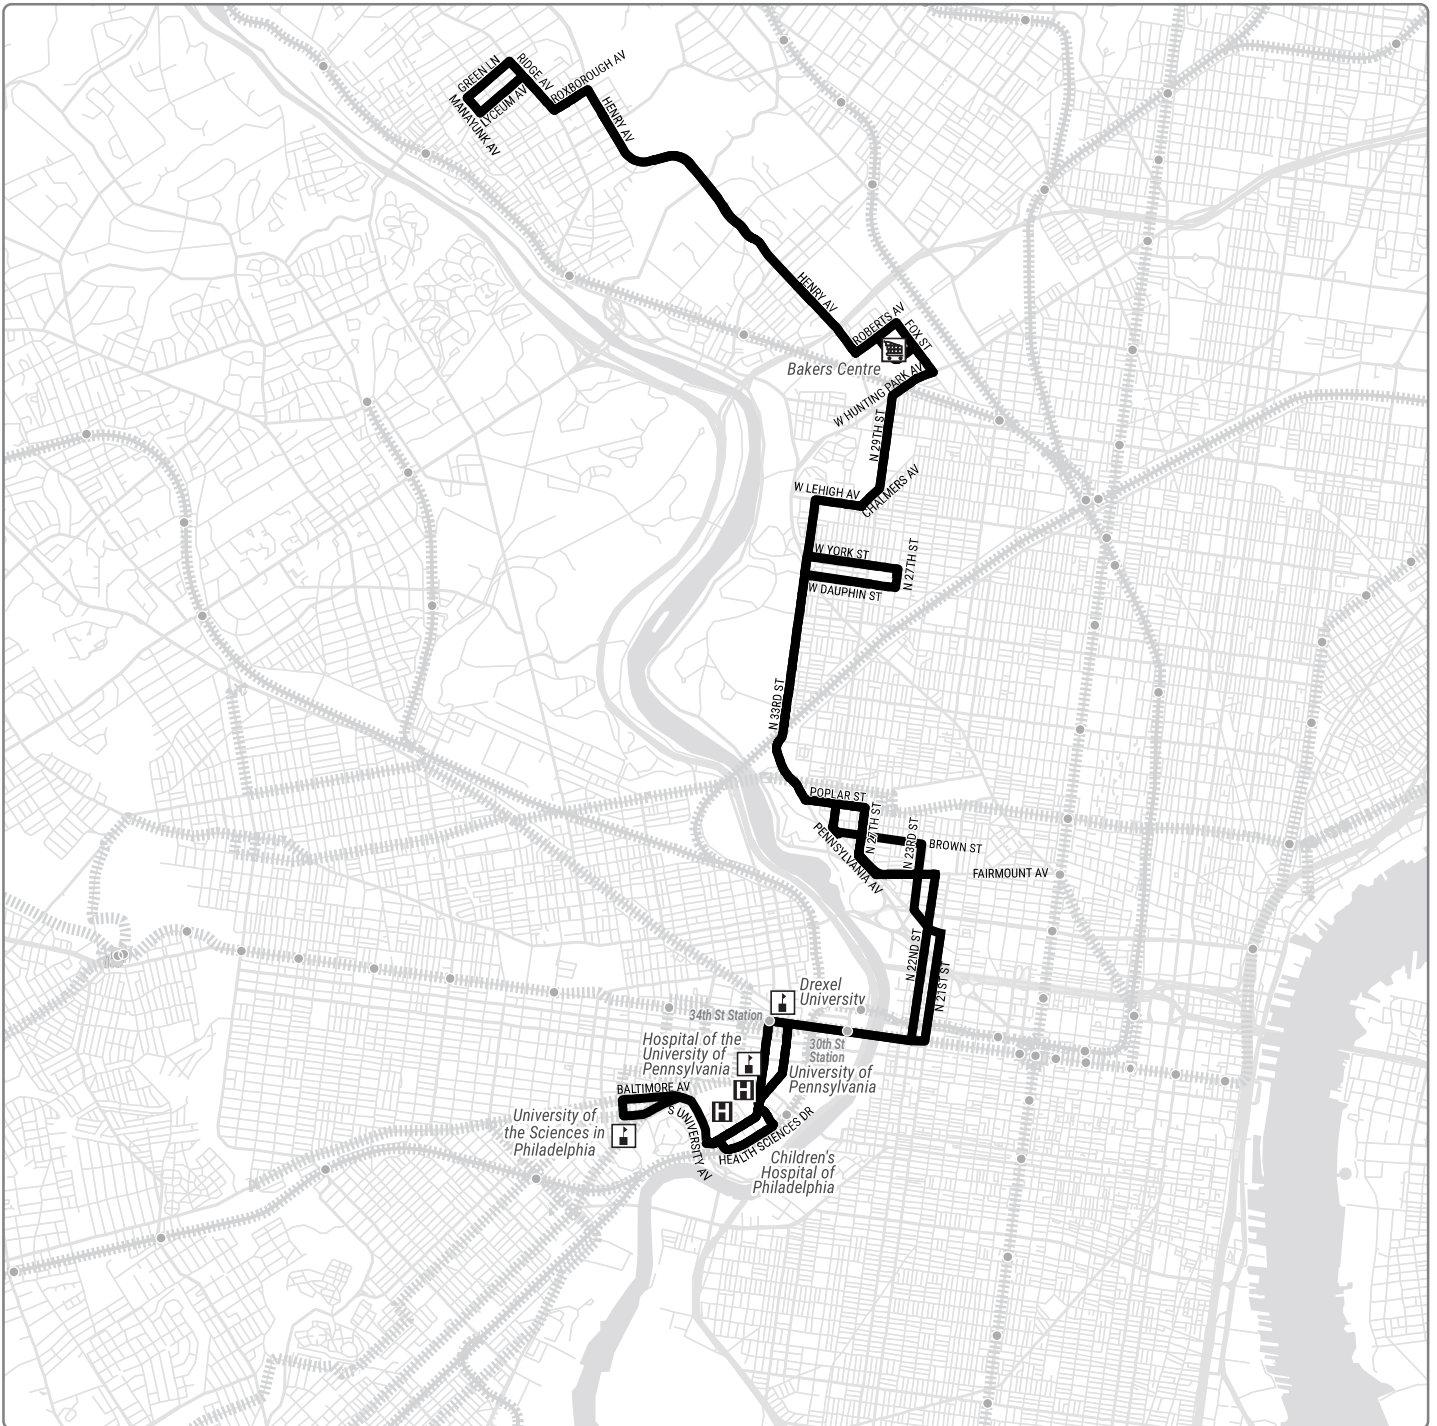 GREEN LN
RIDGE AV
ROXBOROUGH AV
MANAYUNK AV
LYCEUM AV
HENRY AV
HENRY AV
ROBERTS AV
FOX ST
Bakers Centre
W HUNTING PARK AV
N 29TH ST
CHALMERS AV
W LEHIGH AV
W YORK ST
N 27TH ST
W DAUPHIN ST
N 33RD ST
POPLAR ST
PENNSYLVANIA AV
N 23RD ST
BROWN ST
FAIRMOUNT AV
N 22ND ST
N 21ST ST
Drexel
University
34th St Station
30th St
Station
Hospital of the
University of
Pennsylvania
University of
Pennsylvania
H
H
BALTIMORE AV
S UNIVERSITY AV
HEALTH SCIENCES DR
University of
the Sciences in
Philadelphia
Children's
Hospital of
Philadelphia